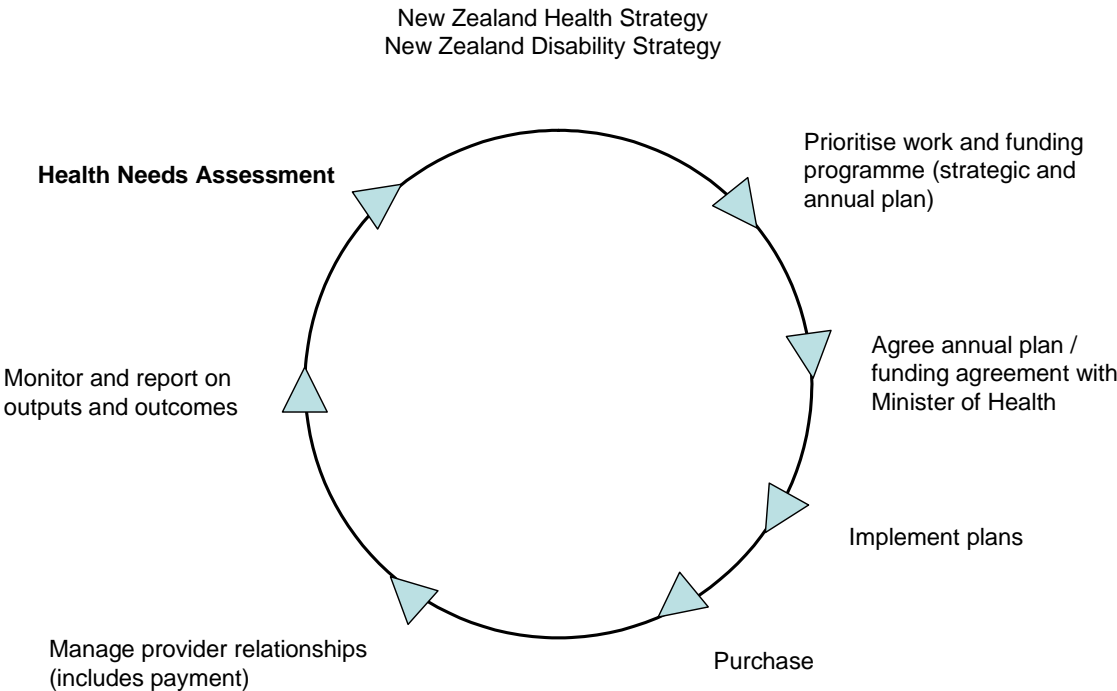 New Zealand Health Strategy
New Zealand Disability Strategy
Prioritise work and funding
programme (strategic and
annual plan)
Health Needs Assessment
Agree annual plan /
funding agreement with
Minister of Health
Monitor and report on
outputs and outcomes
Implement plans
Purchase
Manage provider relationships
(includes payment)